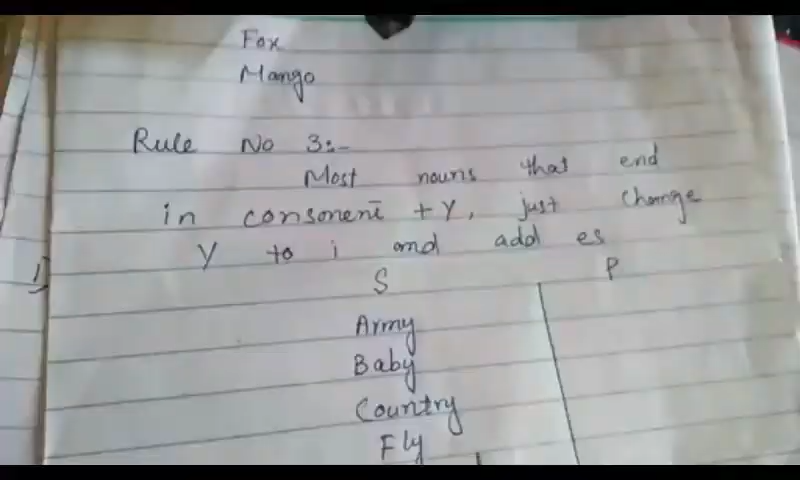 Fox
Mango
Rule No 3:-
Most nouns that end
in consonent + Y, just change
Y to i and add es
1]
S P
Army
Baby
Country
Fly